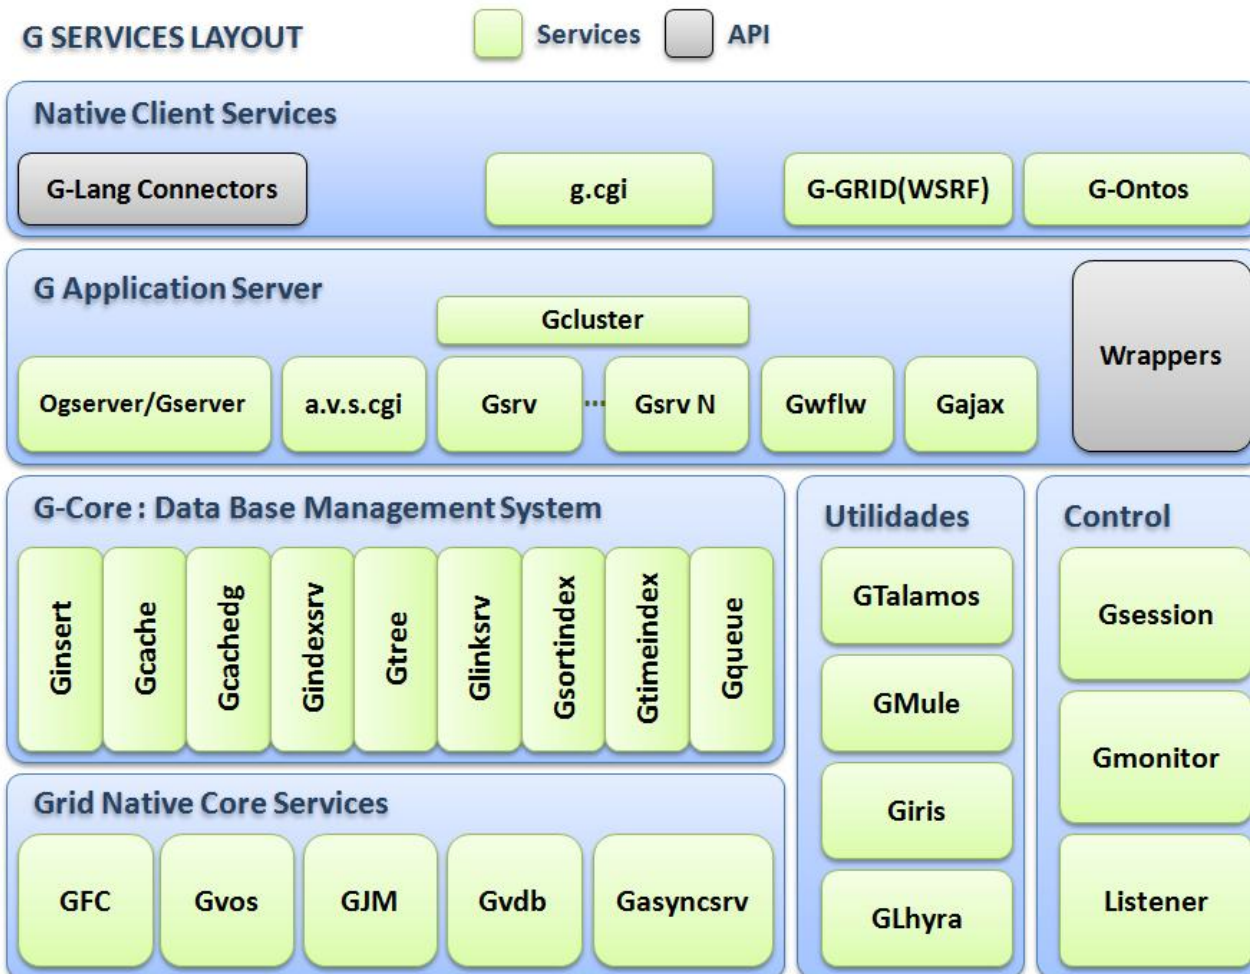 G SERVICES LAYOUT
Services
API
Native Client Services
G-Lang Connectors
g.cgi
G-GRID(WSRF)
G-Ontos
G Application Server
Gcluster
Wrappers
Ogserver/Gserver
a.v.s.cgi
Gsrv
...
Gsrv N
Gwflw
Gajax
G-Core : Data Base Management System
Ginsert
Gcache
Gcachedg
Gindexsrv
Gtree
Glinksrv
Gsortindex
Gtimeindex
Gqueue
Utilidades
GTalamos
GMule
Giris
GLhyra
Control
Gsession
Gmonitor
Listener
Grid Native Core Services
GFC
Gvos
GJM
Gvdb
Gasyncsrv